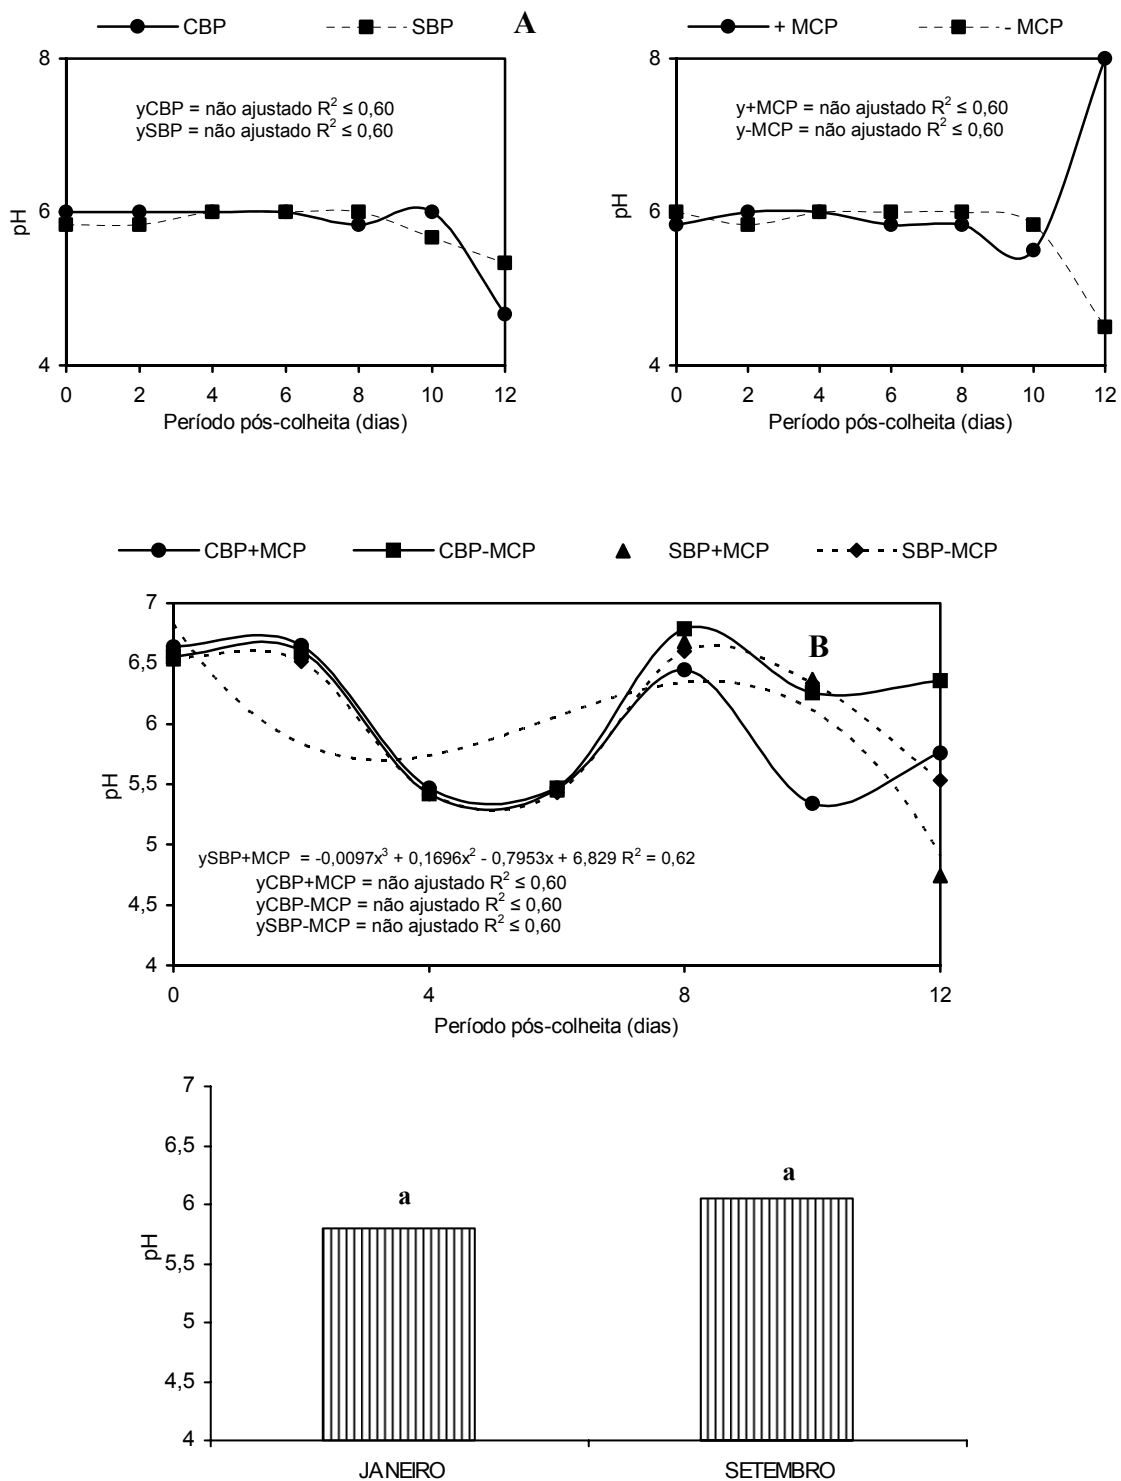 CBP SBP A + MCP - MCP
8 8
yCBP = não ajustado R² ≤ 0,60
ySBP = não ajustado R² ≤ 0,60
y+MCP = não ajustado R² ≤ 0,60
y-MCP = não ajustado R² ≤ 0,60
pH 6
pH 6
4 4
0 2 4 6 8 10 12
0 2 4 6 8 10 12
Período pós-colheita (dias)
Período pós-colheita (dias)
CBP+MCP CBP-MCP SBP+MCP SBP-MCP
7
B
6,5
6
5,5
pH
5
ySBP+MCP = -0,0097x³ + 0,1696x² - 0,7953x + 6,829 R² = 0,62
yCBP+MCP = não ajustado R² ≤ 0,60
yCBP-MCP = não ajustado R² ≤ 0,60
4,5
ySBP-MCP = não ajustado R² ≤ 0,60
4
0 4 8 12
Período pós-colheita (dias)
7
6,5
a a
6
pH
5,5
5
4,5
4
JANEIRO SETEMBRO